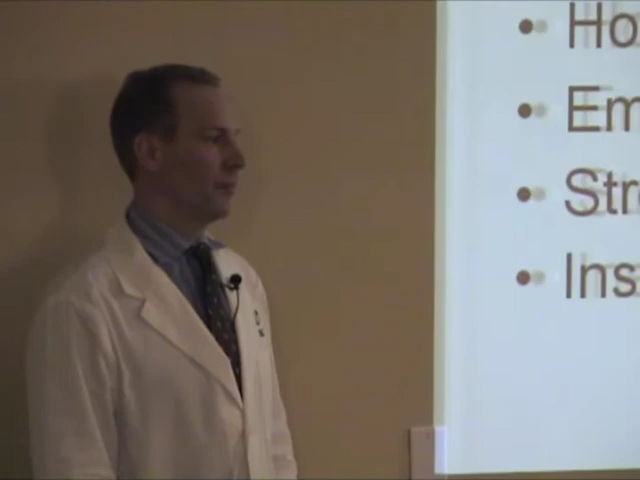 • Ho
• Em
• Str
• Ins